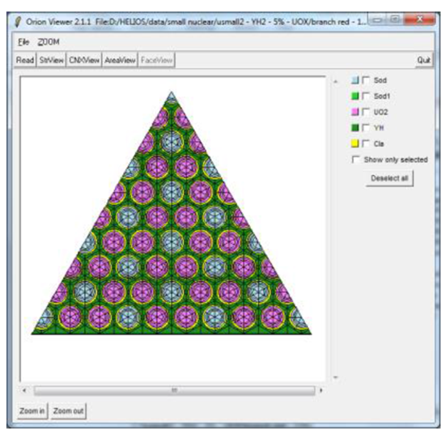 Orion Viewer 2.1.1 File:D:/HELIOS/data/small nuclear/usmall2 - YH2 - 5% - UOX/branch red - 1...
File ZOOM
Read StrView CNXView AreaView FaceView Quit
Sod
Sod1
UO2
YH
Cla
Show only selected
Deselect all
Zoom in Zoom out